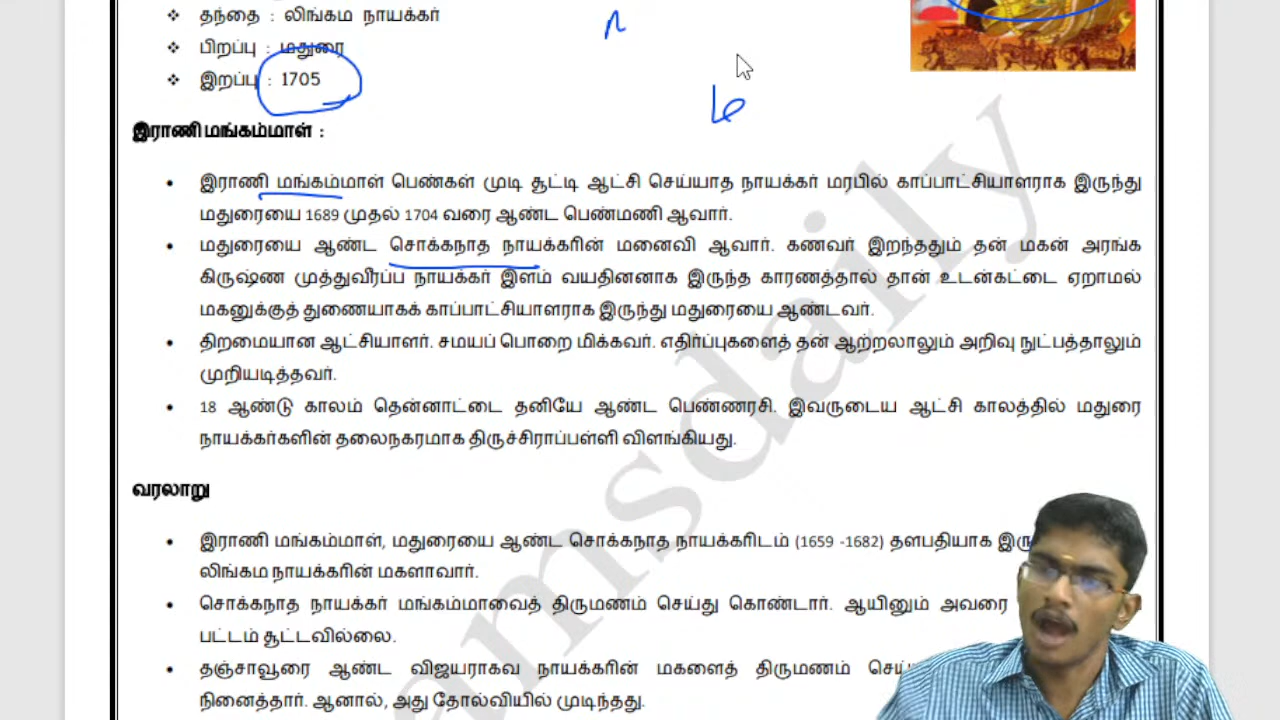 ❖ தந்தை : லிங்கம நாயக்கர்
❖ பிறப்பு : மதுரை
❖ இறப்பு : 1705
இராணி மங்கம்மாள் :
• இராணி மங்கம்மாள் பெண்கள் முடி சூட்டி ஆட்சி செய்யாத நாயக்கர் மரபில் காப்பாட்சியாளராக இருந்து
மதுரையை 1689 முதல் 1704 வரை ஆண்ட பெண்மணி ஆவார்.
• மதுரையை ஆண்ட சொக்கநாத நாயக்கரின் மனைவி ஆவார். கணவர் இறந்ததும் தன் மகன் அரங்க
கிருஷ்ண முத்துவீரப்ப நாயக்கர் இளம் வயதினனாக இருந்த காரணத்தால் தான் உடன்கட்டை ஏறாமல்
மகனுக்குத் துணையாகக் காப்பாட்சியாளராக இருந்து மதுரையை ஆண்டவர்.
• திறமையான ஆட்சியாளர். சமயப் பொறை மிக்கவர். எதிர்ப்புகளைத் தன் ஆற்றலாலும் அறிவு நுட்பத்தாலும்
முறியடித்தவர்.
• 18 ஆண்டு காலம் தென்னாட்டை தனியே ஆண்ட பெண்ணரசி. இவருடைய ஆட்சி காலத்தில் மதுரை
நாயக்கர்களின் தலைநகரமாக திருச்சிராப்பள்ளி விளங்கியது.
வரலாறு
• இராணி மங்கம்மாள், மதுரையை ஆண்ட சொக்கநாத நாயக்கரிடம் (1659 -1682) தளபதியாக
லிங்கம நாயக்கரின் மகளாவார்.
• சொக்கநாத நாயக்கர் மங்கம்மாவைத் திருமணம் செய்து கொண்டார். ஆயினும் அவரை
பட்டம் சூட்டவில்லை.
• தஞ்சாவூரை ஆண்ட விஜயராகவ நாயக்கரின் மகளைத் திருமணம்
நினைத்தார். ஆனால், அது தோல்வியில் முடிந்தது.
amsdaily